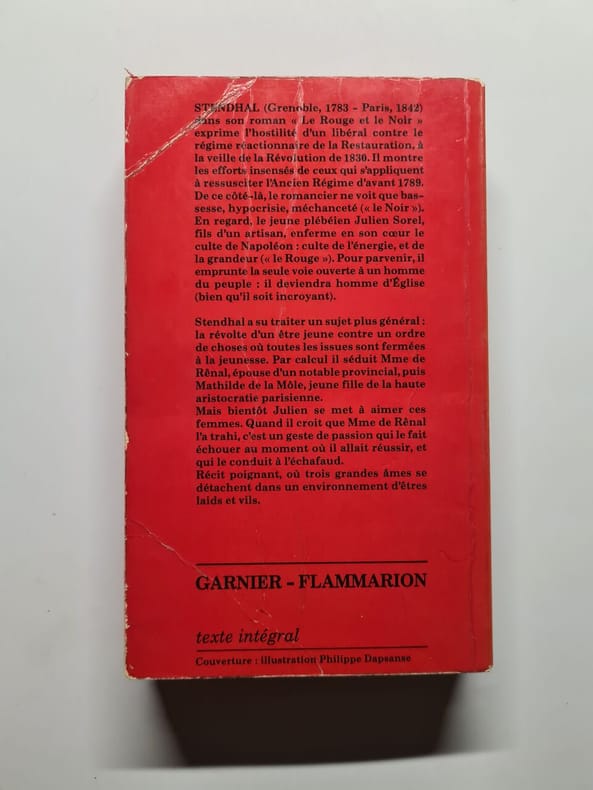 STENDHAL (Grenoble, 1783 - Paris, 1842)
dans son roman « Le Rouge et le Noir »
exprime l'hostilité d'un libéral contre le
régime réactionnaire de la Restauration, à
la veille de la Révolution de 1830. Il montre
les efforts insensés de ceux qui s'appliquent
à ressusciter l'Ancien Régime d'avant 1789.
De ce côté-là, le romancier ne voit que bas-
sesse, hypocrisie, méchanceté (« le Noir »).
En regard, le jeune plébéien Julien Sorel,
fils d'un artisan, enferme en son cœur le
culte de Napoléon : culte de l'énergie, et de
la grandeur (« le Rouge »). Pour parvenir, il
emprunte la seule voie ouverte à un homme
du peuple : il deviendra homme d'Église
(bien qu'il soit incroyant).
Stendhal a su traiter un sujet plus général :
la révolte d'un être jeune contre un ordre
de choses où toutes les issues sont fermées
à la jeunesse. Par calcul il séduit Mme de
Rênal, épouse d'un notable provincial, puis
Mathilde de la Môle, jeune fille de la haute
aristocratie parisienne.
Mais bientôt Julien se met à aimer ces
femmes. Quand il croit que Mme de Rênal
l'a trahi, c'est un geste de passion qui le fait
échouer au moment où il allait réussir, et
qui le conduit à l'échafaud.
Récit poignant, où trois grandes âmes se
détachent dans un environnement d'êtres
laids et vils.
GARNIER - FLAMMARION
texte intégral
Couverture : illustration Philippe Dapsanse